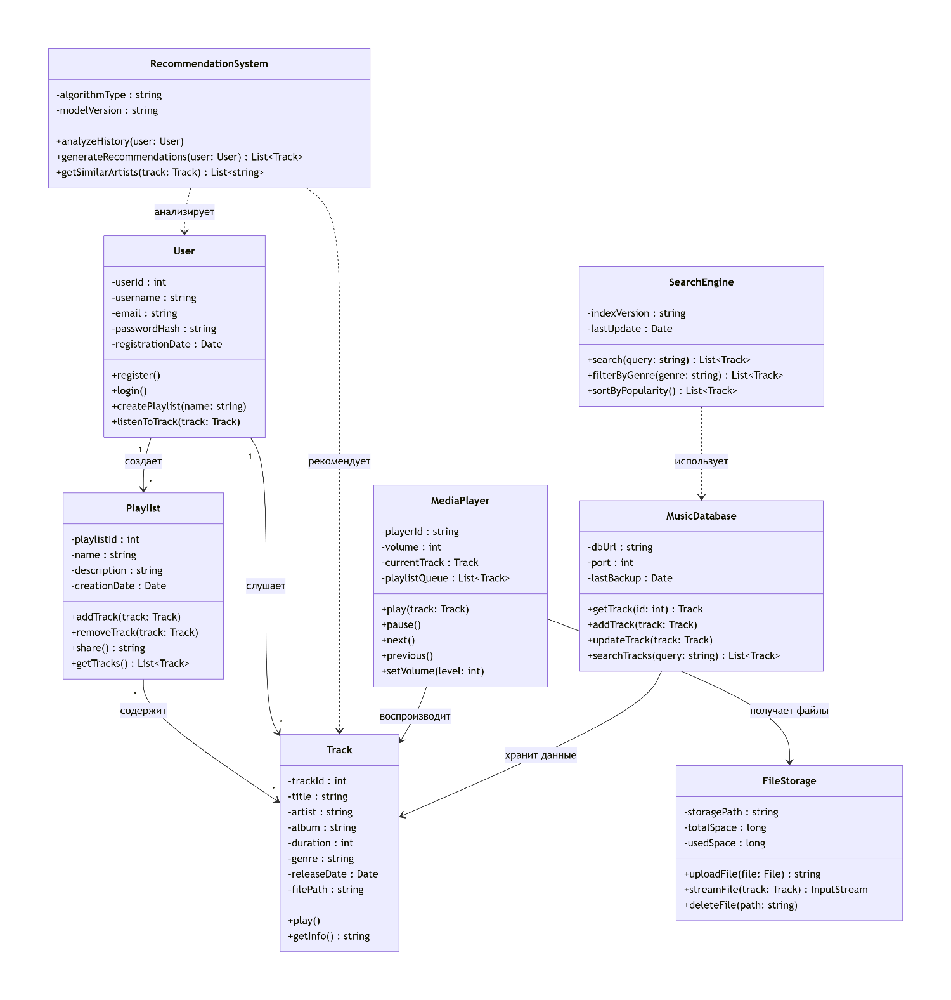 RecommendationSystem
-algorithmType : string
-modelVersion : string
+analyzeHistory(user: User)
+generateRecommendations(user: User) : List<Track>
+getSimilarArtists(track: Track) : List<string>
анализирует
User
-userId : int
-username : string
-email : string
-passwordHash : string
-registrationDate : Date
+register()
+login()
+createPlaylist(name: string)
+listenToTrack(track: Track)
SearchEngine
-indexVersion : string
-lastUpdate : Date
+search(query: string) : List<Track>
+filterByGenre(genre: string) : List<Track>
+sortByPopularity() : List<Track>
1
создает
*
1
слушает
*
рекомендует
использует
Playlist
-playlistId : int
-name : string
-description : string
-creationDate : Date
+addTrack(track: Track)
+removeTrack(track: Track)
+share() : string
+getTracks() : List<Track>
MediaPlayer
-playerId : string
-volume : int
-currentTrack : Track
-playlistQueue : List<Track>
+play(track: Track)
+pause()
+next()
+previous()
+setVolume(level: int)
MusicDatabase
-dbUrl : string
-port : int
-lastBackup : Date
+getTrack(id: int) : Track
+addTrack(track: Track)
+updateTrack(track: Track)
+searchTracks(query: string) : List<Track>
*
содержит
*
воспроизводит
хранит данные
получает файлы
Track
-trackId : int
-title : string
-artist : string
-album : string
-duration : int
-genre : string
-releaseDate : Date
-filePath : string
+play()
+getInfo() : string
FileStorage
-storagePath : string
-totalSpace : long
-usedSpace : long
+uploadFile(file: File) : string
+streamFile(track: Track) : InputStream
+deleteFile(path: string)